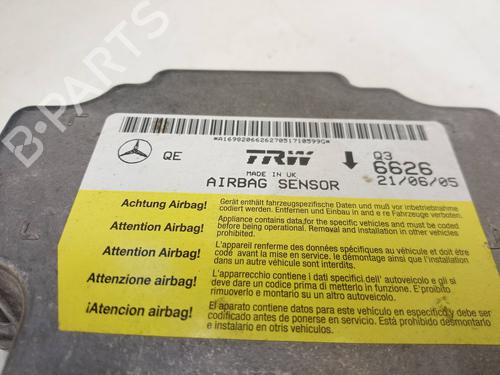 *A1698206626270517105996*
QE
TRW
Q3
MADE IN UK
6626
AIRBAG SENSOR
21/06/05
Achtung Airbag!
Gerät enthält fahrzeugspezifische Daten und muß vor inbetriebnahme
codiert werden. Entfernen und Einbau in and e re Fahrzeuge verboten.
Attention Airbag!
Appliance contains data for the specific vehicles and must be coded
before being operational. Removal and installation in other vehicles
prohibited.
Attention Airbag!
L'appareil renferme des données spécifiques au véhicule et doit être
codé avant la mise en service. Le démontage ainsi que l'installation
dans un autre véhicule sont interdits.
Attenzione airbag!
L'apparecchio contiene i dati specifici dell' autoveicolo e gli si
deve dare un codice prima di metterlo in funzione. E'proibito
rimuoverlo e montario su un altro autoveicolo.
¡Atencion airbag!
El aparato contiene datos para este vehículo en específico y debe
codificado antes de ponerse en servicio. Está prohibido desmontarlo
e instalarlo en otros vehículos.
B-PARTS